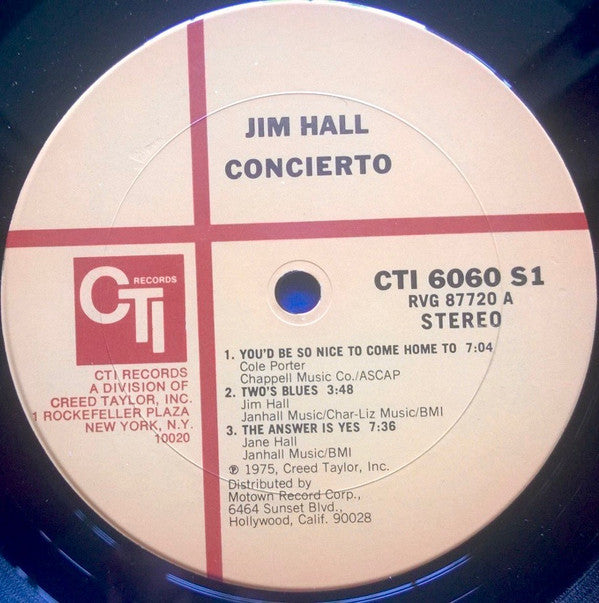 JIM HALL
CONCIERTO
CTI RECORDS
CTI RECORDS
A DIVISION OF
CREED TAYLOR, INC.
1 ROCKEFELLER PLAZA
NEW YORK, N.Y.
10020
CTI 6060 S1
RVG 87720 A
STEREO
1. YOU'D BE SO NICE TO COME HOME TO 7:04
Cole Porter
Chappell Music Co./ASCAP
2. TWO'S BLUES 3:48
Jim Hall
Janhall Music/Char-Liz Music/BMI
3. THE ANSWER IS YES 7:36
Jane Hall
Janhall Music/BMI
℗ 1975, Creed Taylor, Inc.
Distributed by
Motown Record Corp.,
6464 Sunset Blvd.,
Hollywood, Calif. 90028